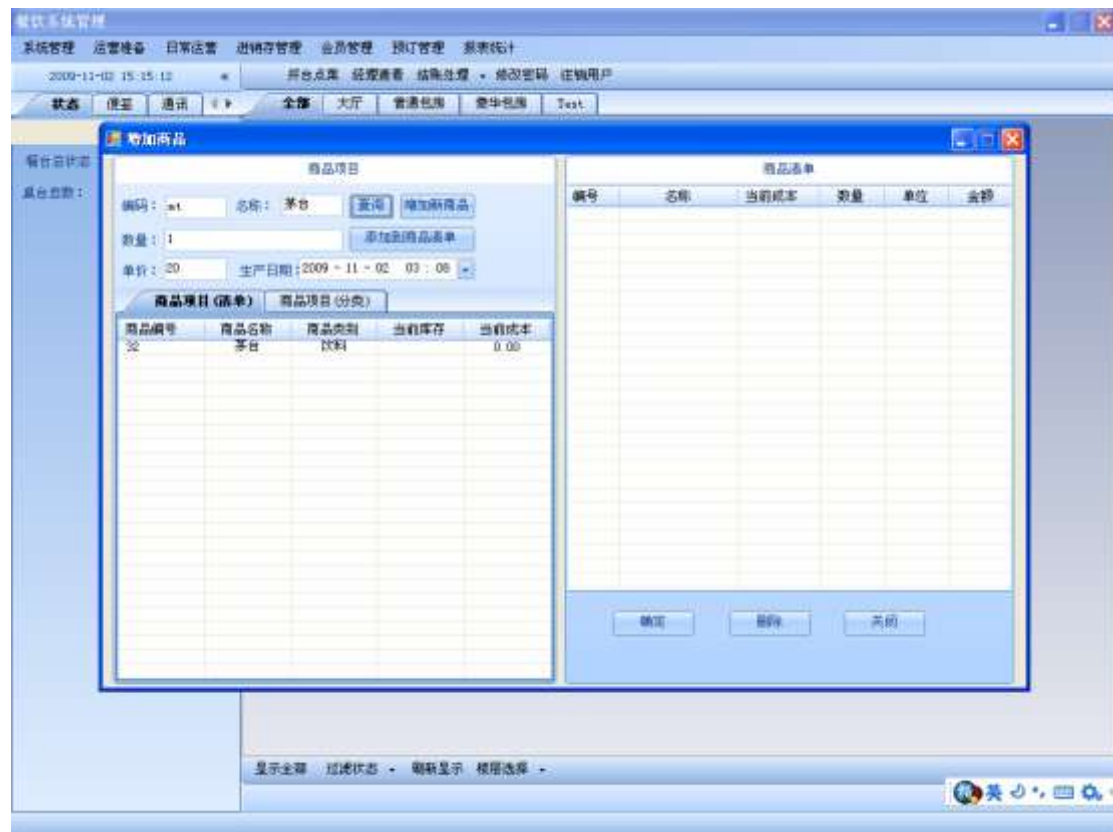 餐饮系统管理
系统管理 运营准备 日常运营 进销存管理 会员管理 预订管理 报表统计
2009-11-02 15:15:12 开台点菜 经理查看 结账处理 修改密码 注销用户
状态 便签 通讯 全部 大厅 普通包房 豪华包房 Test
增加商品
餐台总状态
桌台总数：
商品项目
编码： mt 名称： 茅台 查询 增加新商品
数量： 1 添加到商品表单
单价： 20 生产日期： 2009 - 11 - 02 03 : 08
商品项目(清单) 商品项目(分类)
商品编号 商品名称 商品类别 当前库存 当前成本
32 茅台 饮料 0.00
商品表单
编号 名称 当前成本 数量 单位 金额
确定 删除 关闭
显示全部 过滤状态 刷新显示 楼层选择
英